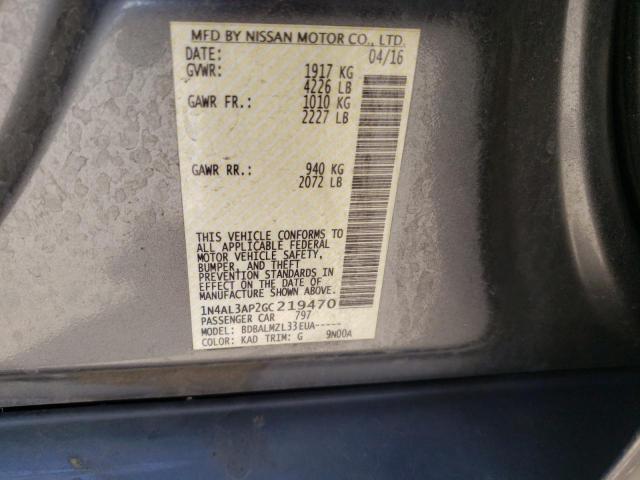 MFD BY NISSAN MOTOR CO., LTD.
DATE: 04/16
GVWR: 1917 KG
4226 LB
GAWR FR.: 1010 KG
2227 LB
GAWR RR.: 940 KG
2072 LB
THIS VEHICLE CONFORMS TO
ALL APPLICABLE FEDERAL
MOTOR VEHICLE SAFETY,
BUMPER, AND THEFT
PREVENTION STANDARDS IN
EFFECT ON THE DATE OF
MANUFACTURE SHOWN ABOVE.
1N4AL3AP2GC219470
PASSENGER CAR 797
MODEL: BDBALMZL33EUA-----
COLOR: KAD TRIM: G 9N00A